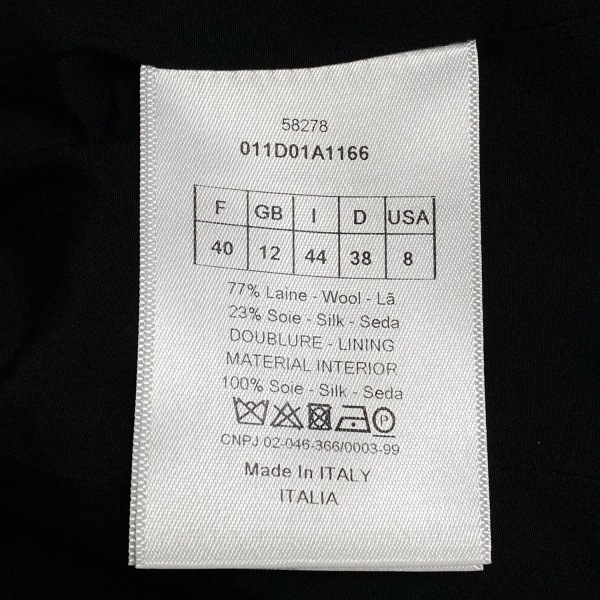 58278
011D01A1166
F GB I D USA
40 12 44 38 8
77% Laine - Wool - Lã
23% Soie - Silk - Seda
DOUBLURE - LINING
MATERIAL INTERIOR
100% Soie - Silk - Seda
P
CNPJ 02-046-366/0003-99
Made In ITALY
ITALIA